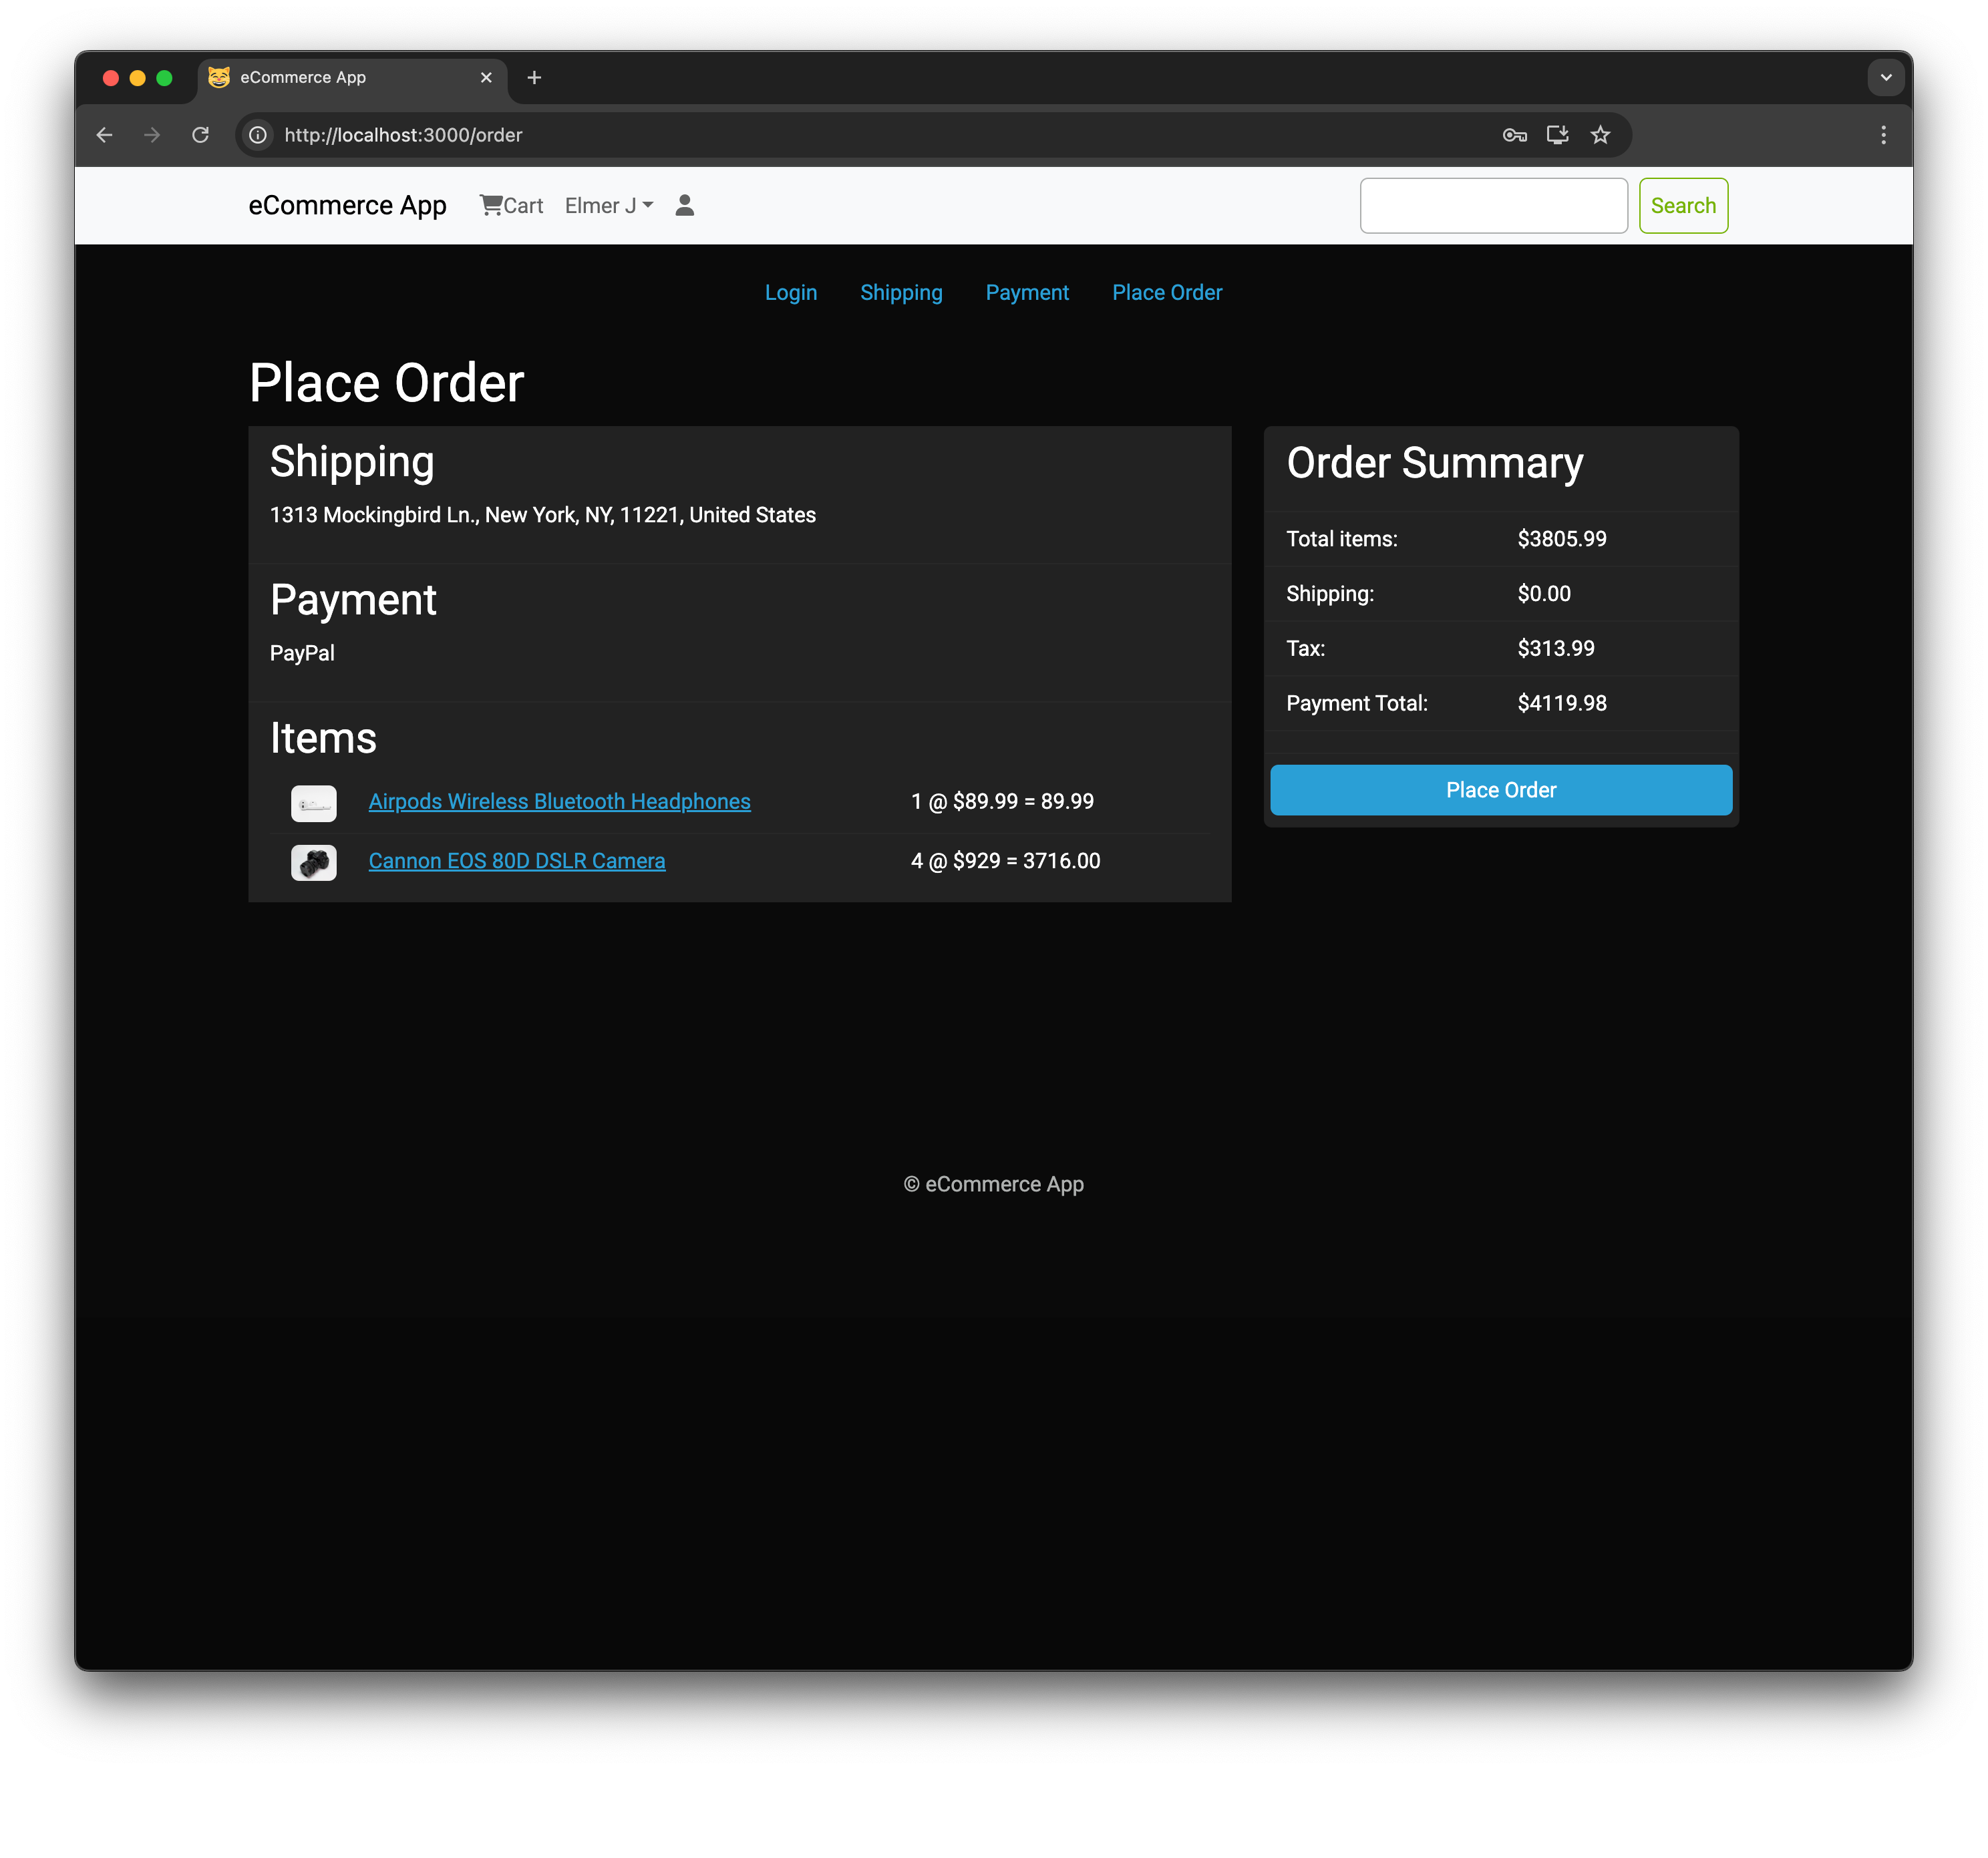 eCommerce App
http://localhost:3000/order
eCommerce App Cart Elmer J Search
Login Shipping Payment Place Order
Place Order
Shipping
1313 Mockingbird Ln., New York, NY, 11221, United States
Payment
PayPal
Items
Airpods Wireless Bluetooth Headphones 1 @ $89.99 = 89.99
Cannon EOS 80D DSLR Camera 4 @ $929 = 3716.00
Order Summary
Total items: $3805.99
Shipping: $0.00
Tax: $313.99
Payment Total: $4119.98
Place Order
© eCommerce App